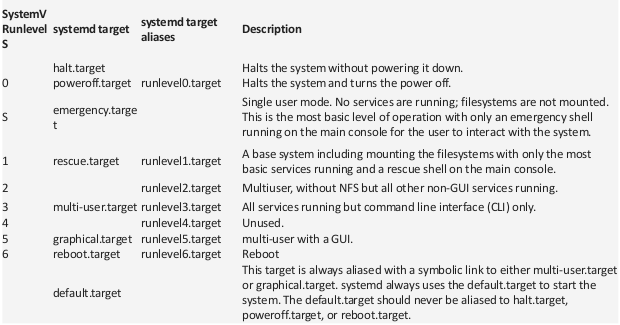 SystemV Runlevel S systemd target systemd target aliases Description
halt.target Halts the system without powering it down.
0 poweroff.target runlevel0.target Halts the system and turns the power off.
S emergency.targe
t Single user mode. No services are running; filesystems are not mounted.
This is the most basic level of operation with only an emergency shell
running on the main console for the user to interact with the system.
1 rescue.target runlevel1.target A base system including mounting the filesystems with only the most
basic services running and a rescue shell on the main console.
2 runlevel2.target Multiuser, without NFS but all other non-GUI services running.
3 multi-user.target runlevel3.target All services running but command line interface (CLI) only.
4 runlevel4.target Unused.
5 graphical.target runlevel5.target multi-user with a GUI.
6 reboot.target runlevel6.target Reboot
default.target This target is always aliased with a symbolic link to either multi-user.target
or graphical.target. systemd always uses the default.target to start the
system. The default.target should never be aliased to halt.target,
poweroff.target, or reboot.target.